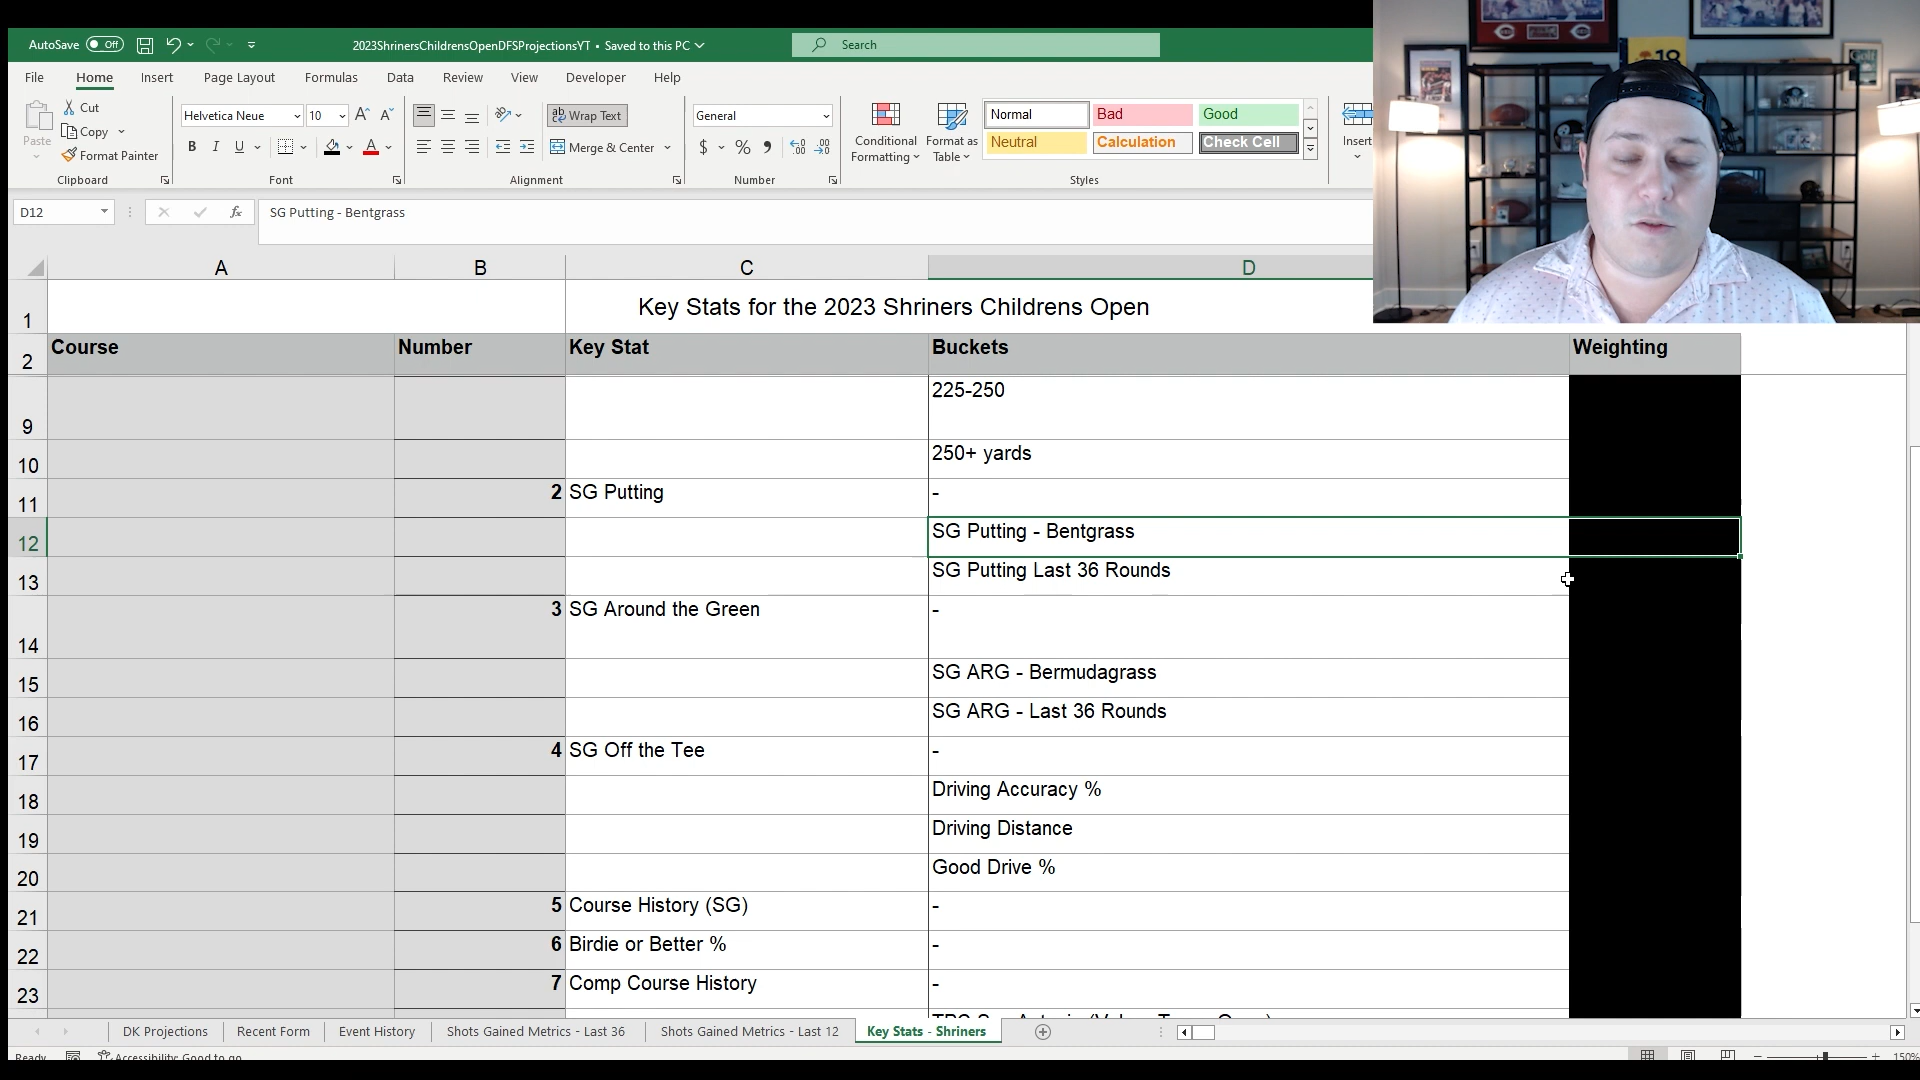 AutoSave Off 2023ShrinersChildrensOpenDFSProjectionsYT • Saved to this PC Search
File Home Insert Page Layout Formulas Data Review View Developer Help
Paste Cut Copy Format Painter
Helvetica Neue 10 B I U
Wrap Text Merge & Center
General $ %
Conditional Formatting Format as Table
Normal Bad Good
Neutral Calculation Check Cell
Insert
Clipboard Font Alignment Number Styles
D12 fx SG Putting - Bentgrass
A B C D
1 Key Stats for the 2023 Shriners Childrens Open
2 Course Number Key Stat Buckets Weighting
9 225-250
10 250+ yards
11 2 SG Putting -
12 SG Putting - Bentgrass
13 SG Putting Last 36 Rounds
14 3 SG Around the Green -
15 SG ARG - Bermudagrass
16 SG ARG - Last 36 Rounds
17 4 SG Off the Tee -
18 Driving Accuracy %
19 Driving Distance
20 Good Drive %
21 5 Course History (SG) -
22 6 Birdie or Better % -
23 7 Comp Course History -
DK Projections Recent Form Event History Shots Gained Metrics - Last 36 Shots Gained Metrics - Last 12 Key Stats - Shriners
Ready Accessibility: Good to go 150%